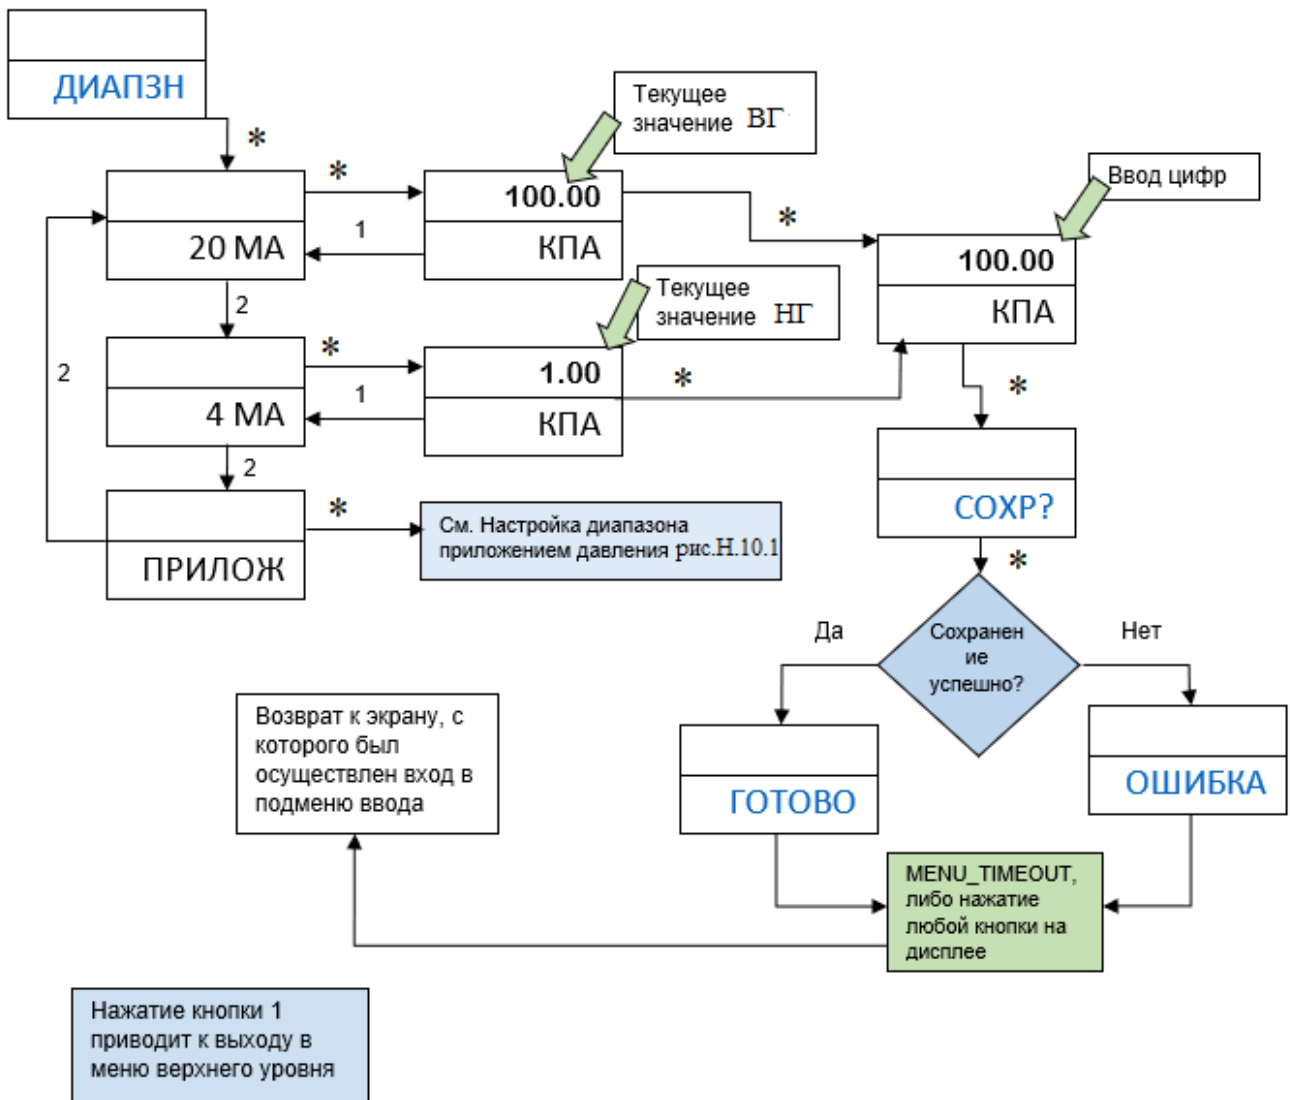 ДИАПЗН
*
Текущее
значение ВГ
*
100.00
КПА
1
20 МА
*
Ввод цифр
100.00
КПА
2
Текущее
значение НГ
*
1.00
КПА
1
4 МА
*
2
*
2
ПРИЛОЖ
*
См. Настройка диапазона
приложением давления рис.Н.10.1
СОХР?
*
Сохранен
ие
успешно?
Да
Нет
Возврат к экрану, с
которого был
осуществлен вход в
подменю ввода
ГОТОВО
ОШИБКА
MENU_TIMEOUT,
либо нажатие
любой кнопки на
дисплее
Нажатие кнопки 1
приводит к выходу в
меню верхнего уровня